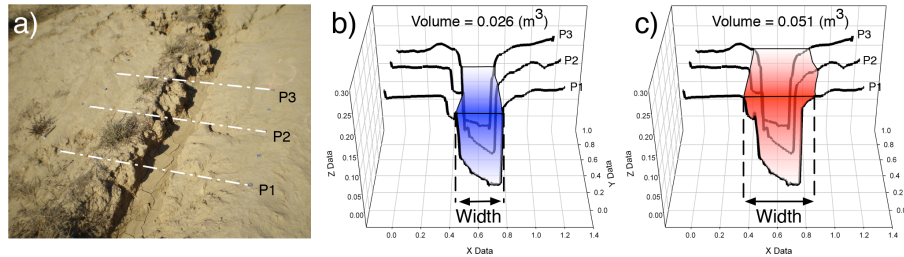 a)
P3
P2
P1
b)
Volume = 0.026 (m³)
P3
P2
P1
0.30
0.25
0.20
0.15
0.10
0.05
0.00
Z Data
1.0
0.8
0.6
0.4
0.2
0.0
Y Data
Width
0.0 0.2 0.4 0.6 0.8 1.0 1.2 1.4
X Data
c)
Volume = 0.051 (m³)
P3
P2
P1
0.30
0.25
0.20
0.15
0.10
0.05
0.00
Z Data
1.0
0.8
0.6
0.4
0.2
0.0
Y Data
Width
0.0 0.2 0.4 0.6 0.8 1.0 1.2 1.4
X Data